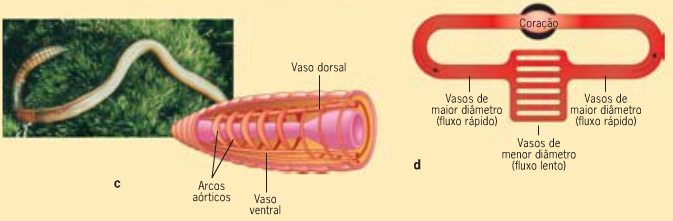 Vaso dorsal
Arcos
aórticos
Vaso
ventral
c
Coração
Vasos de
maior diâmetro
(fluxo rápido)
Vasos de
maior diâmetro
(fluxo rápido)
Vasos de
menor diâmetro
(fluxo lento)
d